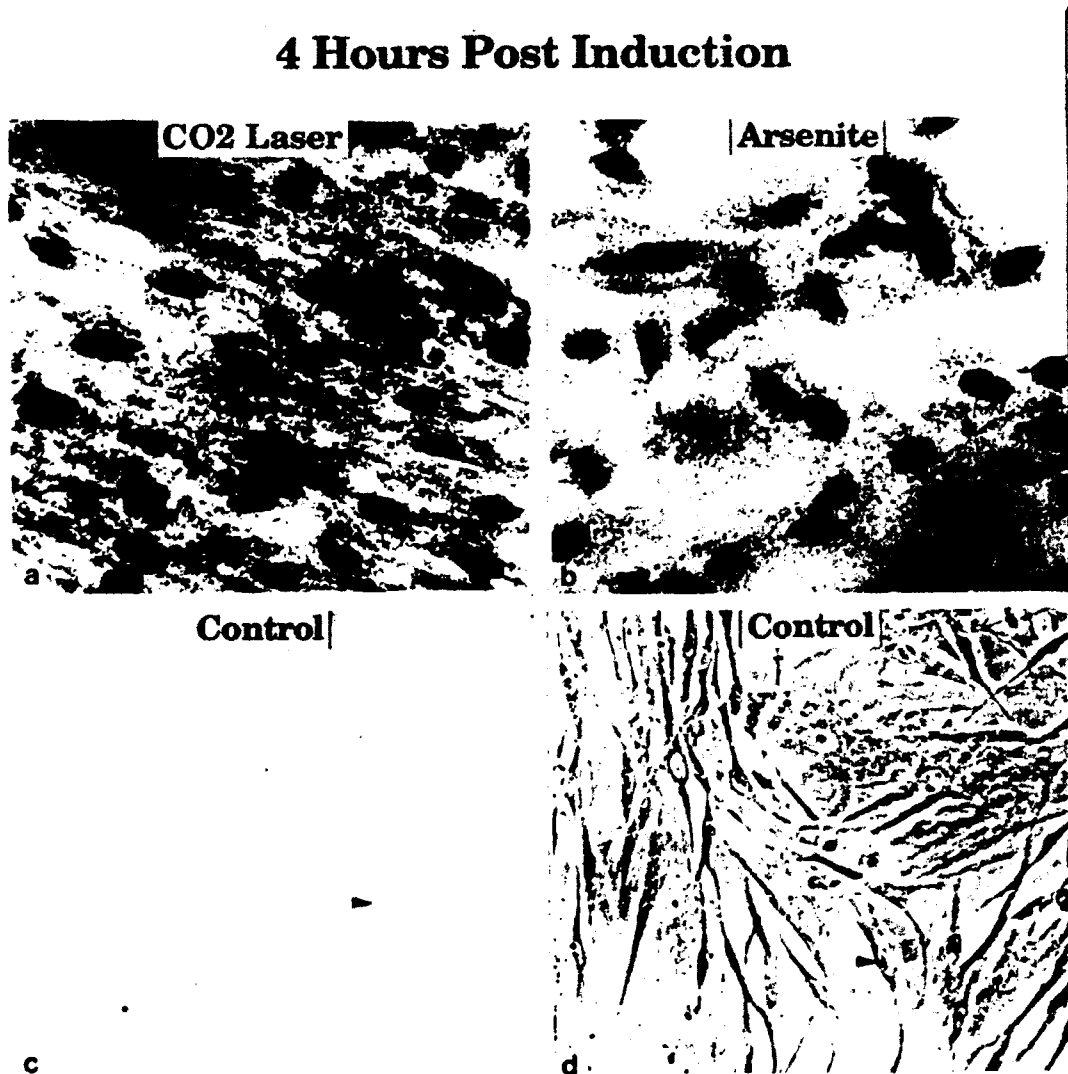 4 Hours Post Induction
CO2 Laser
Arsenite
a
b
Control
Control
c
d